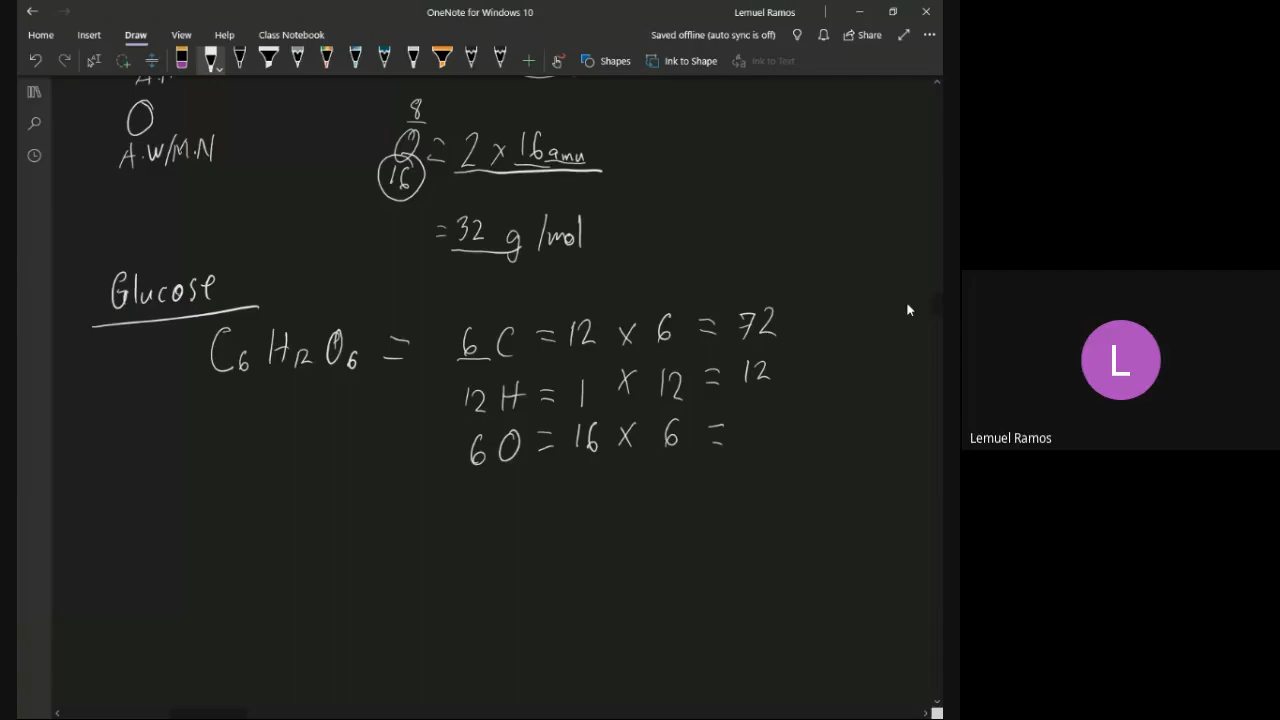 OneNote for Windows 10
Lemuel Ramos
Home Insert Draw View Help Class Notebook
Saved offline (auto sync is off) Share
Shapes Ink to Shape Ink to Text
O
A.W/M.N
8
O = 2 x 16 amu
16
= 32 g /mol
Glucose
C6 H12 O6 = 6 C = 12 x 6 = 72
12 H = 1 x 12 = 12
6 O = 16 x 6 =
L
Lemuel Ramos